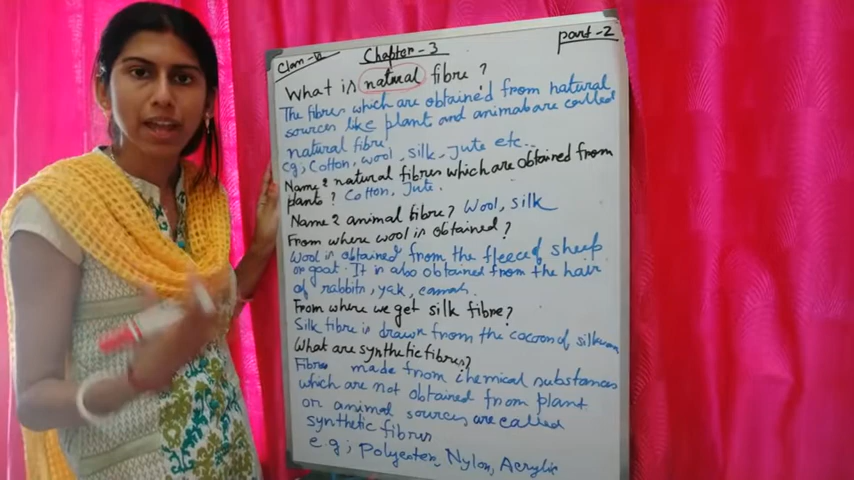 Class-VI
Chapter-3
part-2
What is natural fibre?
The fibres which are obtained from natural
sources like plant and animal are called
natural fibre
eg; Cotton, wool, silk, Jute etc..
Name 2 natural fibres which are obtained from
plants? Cotton, Jute.
Name 2 animal fibre? Wool, silk
From where wool is obtained?
Wool is obtained from the fleece of sheep
or goat. It is also obtained from the hair
of rabbits, yak, camels.
From where we get silk fibre?
Silk fibre is drawn from the cocoon of silkworm
What are synthetic fibres?
Fibres made from chemical substances
which are not obtained from plant
or animal sources are called
synthetic fibres
e.g; Polyester, Nylon, Acrylic